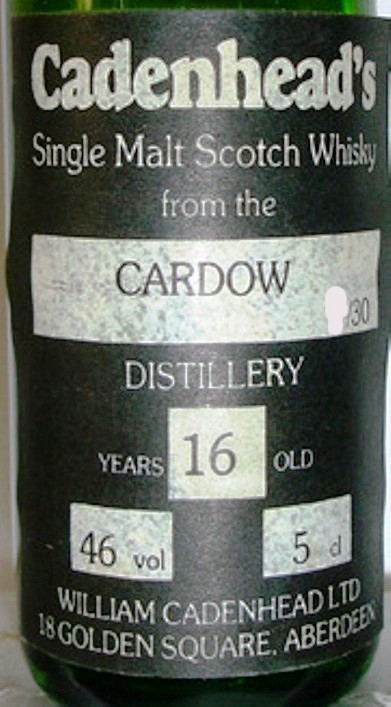 Cadenhead's
Single Malt Scotch Whisky
from the
CARDOW
/30
DISTILLERY
YEARS 16 OLD
46 vol 5 cl
WILLIAM CADENHEAD LTD
18 GOLDEN SQUARE, ABERDEEN